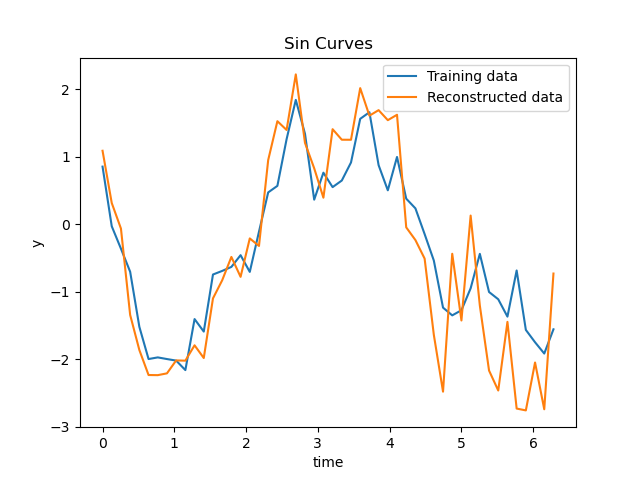 Sin Curves
Training data
Reconstructed data
2
1
0
−1
−2
−3
y
0 1 2 3 4 5 6
time